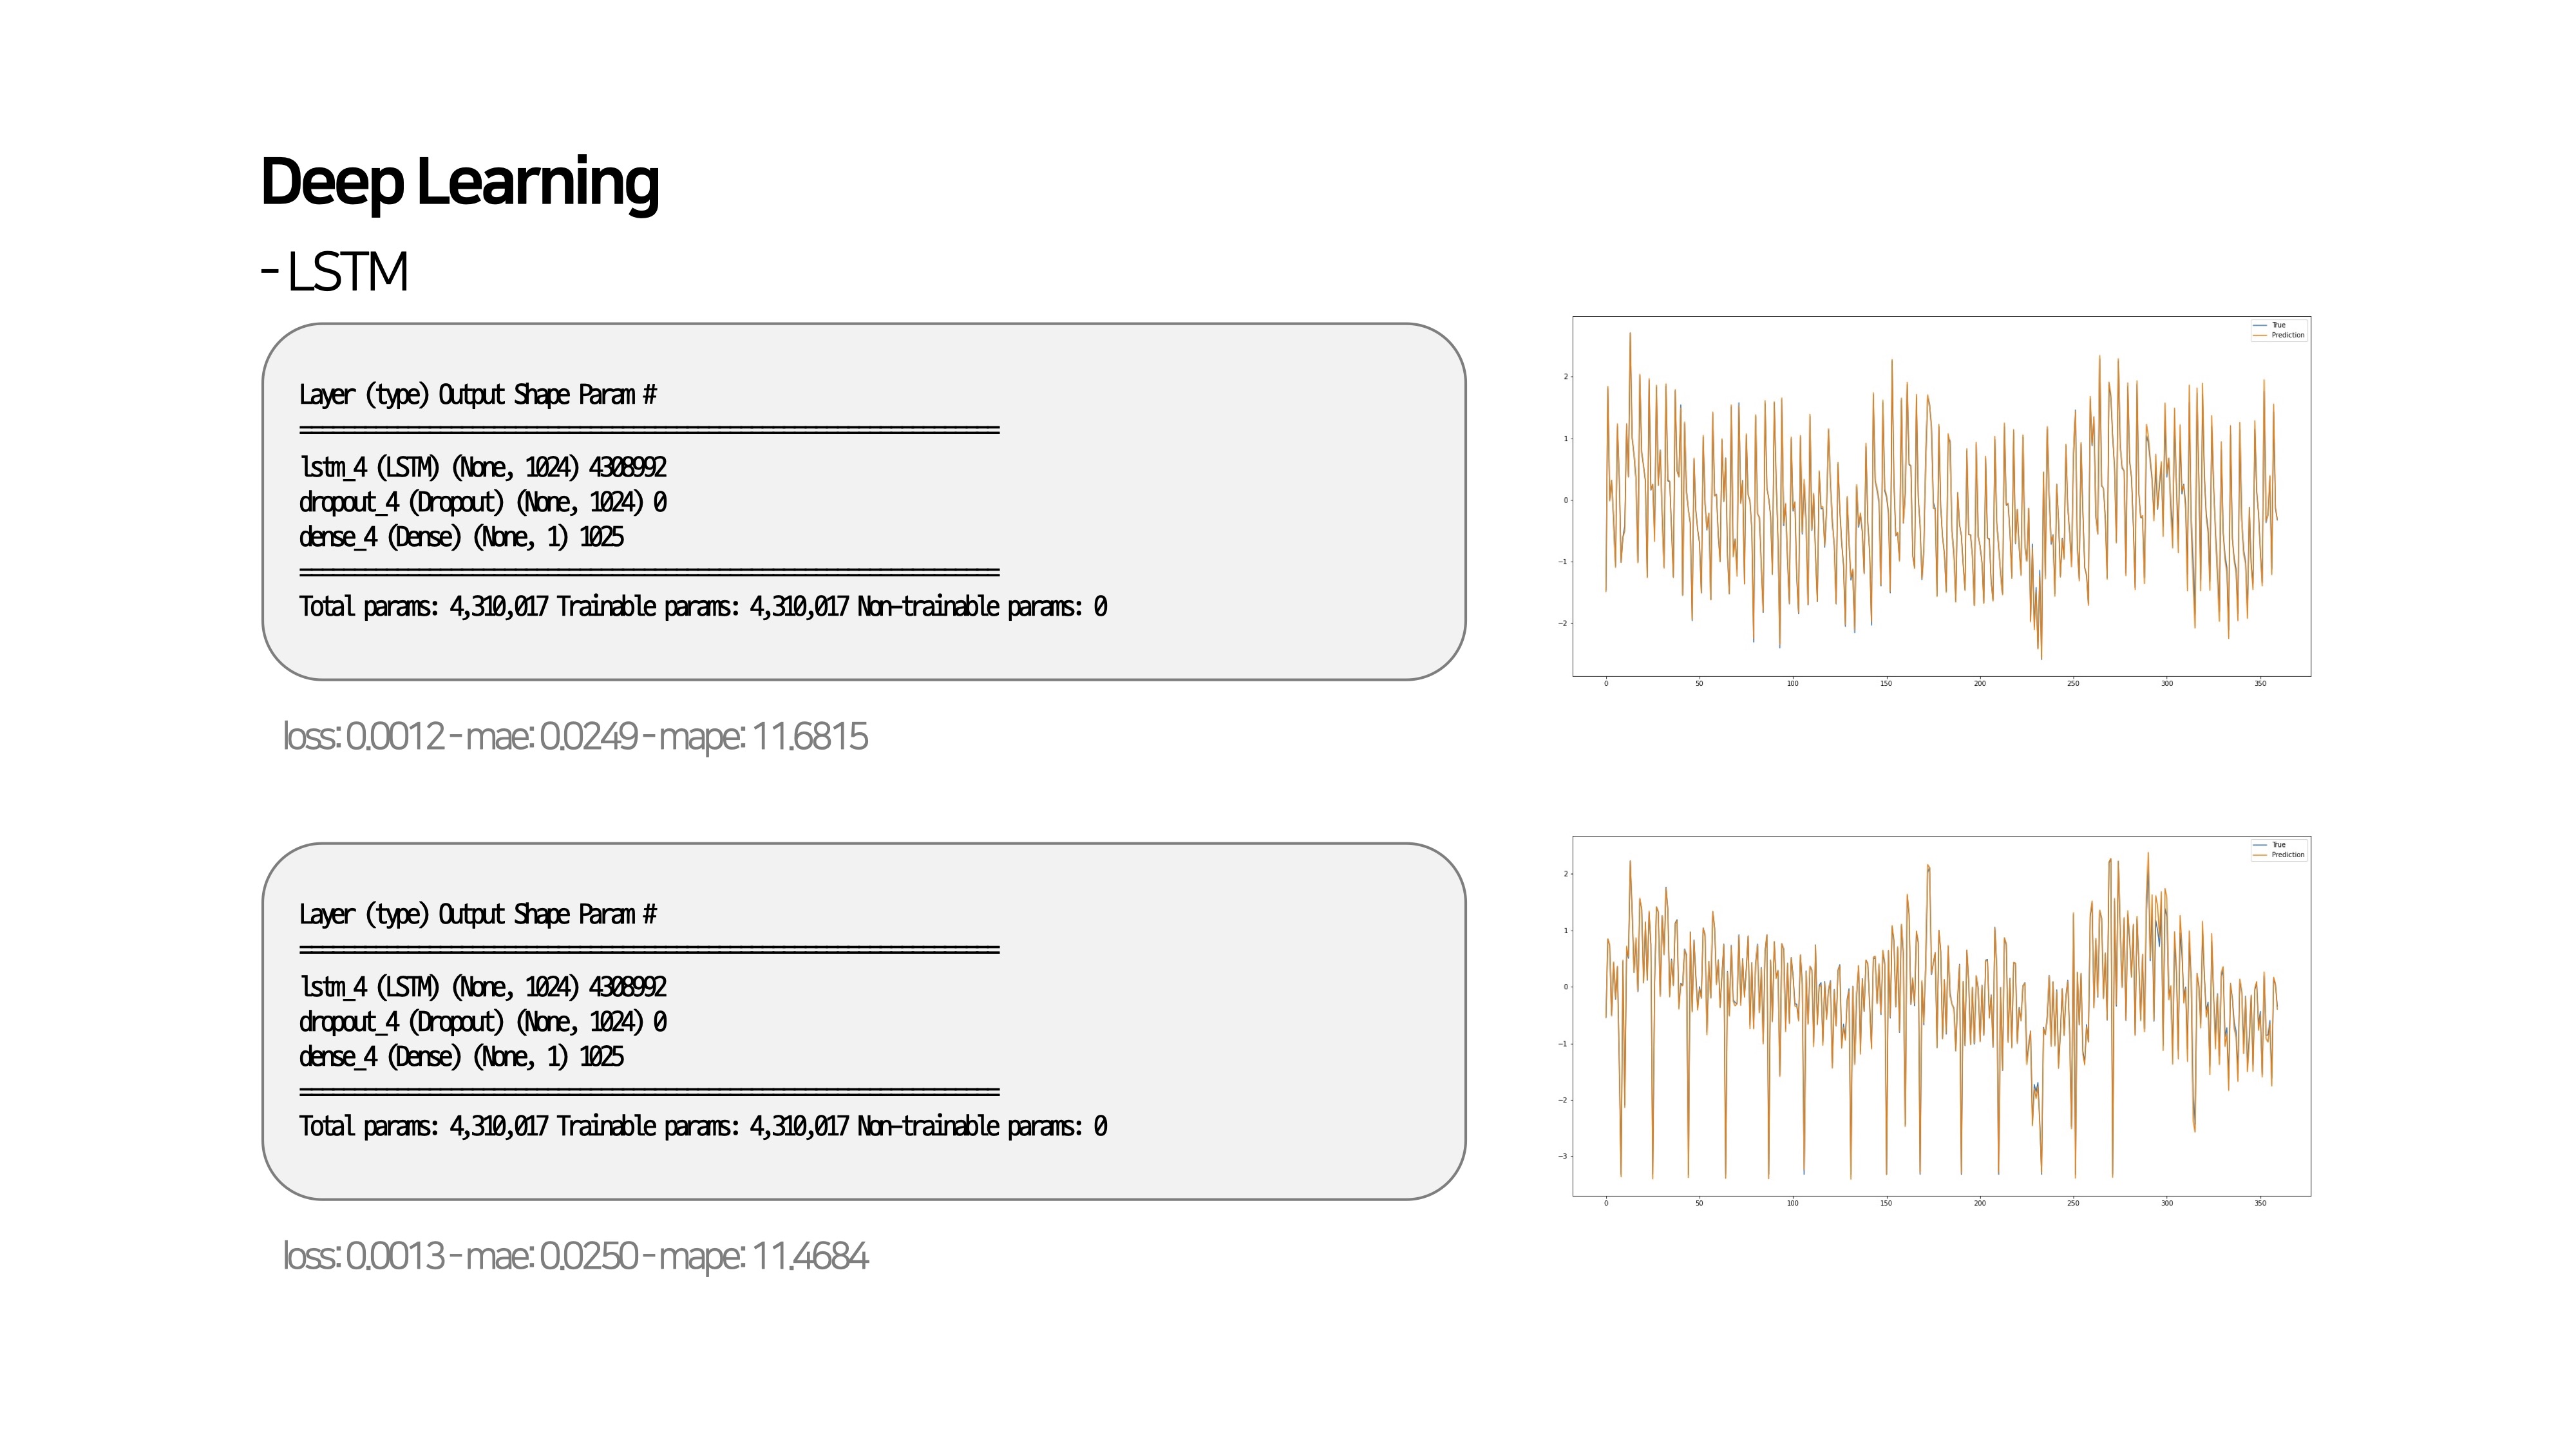 Deep Learning
- LSTM
Layer (type) Output Shape Param #
=================================================================
lstm_4 (LSTM) (None, 1024) 4308992
dropout_4 (Dropout) (None, 1024) 0
dense_4 (Dense) (None, 1) 1025
=================================================================
Total params: 4,310,017 Trainable params: 4,310,017 Non-trainable params: 0
loss: 0.0012 - mae: 0.0249 - mape: 11.6815
True
Prediction
2
1
0
−1
−2
0 50 100 150 200 250 300 350
Layer (type) Output Shape Param #
=================================================================
lstm_4 (LSTM) (None, 1024) 4308992
dropout_4 (Dropout) (None, 1024) 0
dense_4 (Dense) (None, 1) 1025
=================================================================
Total params: 4,310,017 Trainable params: 4,310,017 Non-trainable params: 0
loss: 0.0013 - mae: 0.0250 - mape: 11.4684
True
Prediction
2
1
0
−1
−2
−3
0 50 100 150 200 250 300 350